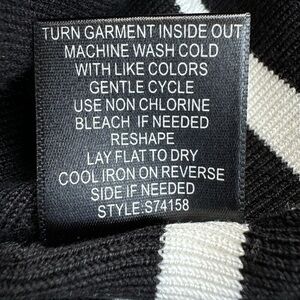 TURN GARMENT INSIDE OUT
MACHINE WASH COLD
WITH LIKE COLORS
GENTLE CYCLE
USE NON CHLORINE
BLEACH IF NEEDED
RESHAPE
LAY FLAT TO DRY
COOL IRON ON REVERSE
SIDE IF NEEDED
STYLE:S74158